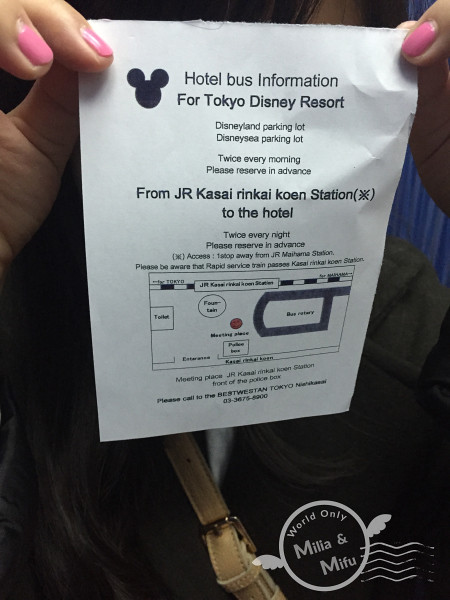 Hotel bus Information
For Tokyo Disney Resort
Disneyland parking lot
Disneysea parking lot
Twice every morning
Please reserve in advance
From JR Kasai rinkai koen Station(※)
to the hotel
Twice every night
Please reserve in advance
(※) Access : 1stop away from JR Maihama Station.
Please be aware that Rapid service train passes Kasai rinkai koen Station.
←for TOKYO
JR Kasai rinkai koen Station
for MAIHAMA→
Toilet
Foun-
tain
Bus rotary
Meeting place
Police
box
Entrance
Kasai rinkai koen
Meeting place JR Kasai rinkai koen Station
front of the police box
Please call to the BESTWESTAN TOKYO Nishikasai
03-3675-8900
World Only
Milia &
Mifu